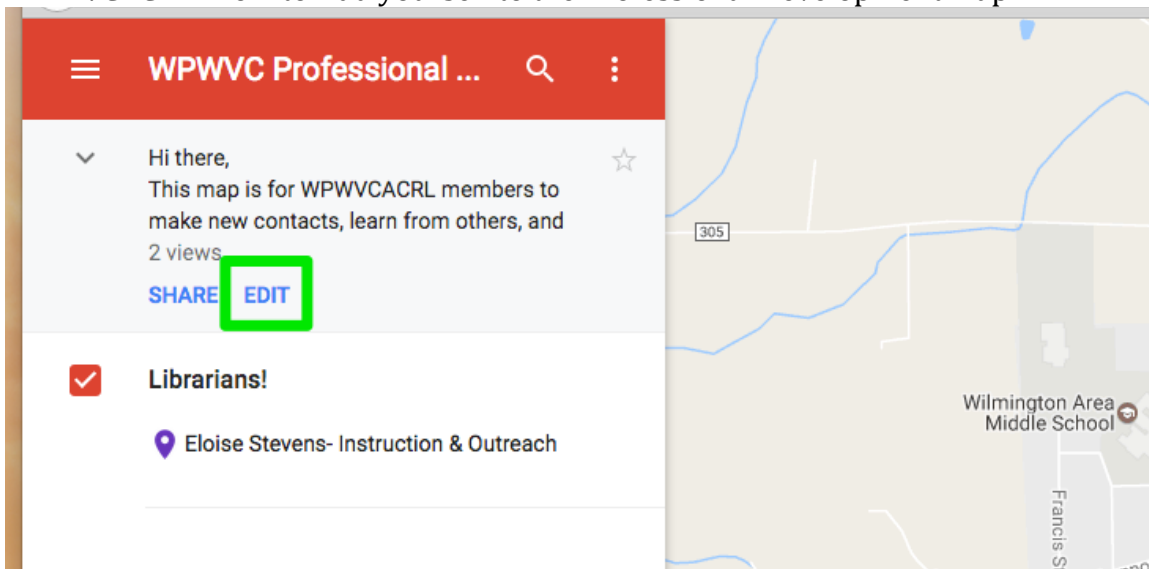 WPWVC Professional ...
Hi there,
This map is for WPWVCACRL members to
make new contacts, learn from others, and
2 views
SHARE EDIT
Librarians!
Eloise Stevens- Instruction & Outreach
305
Wilmington Area
Middle School
Francis